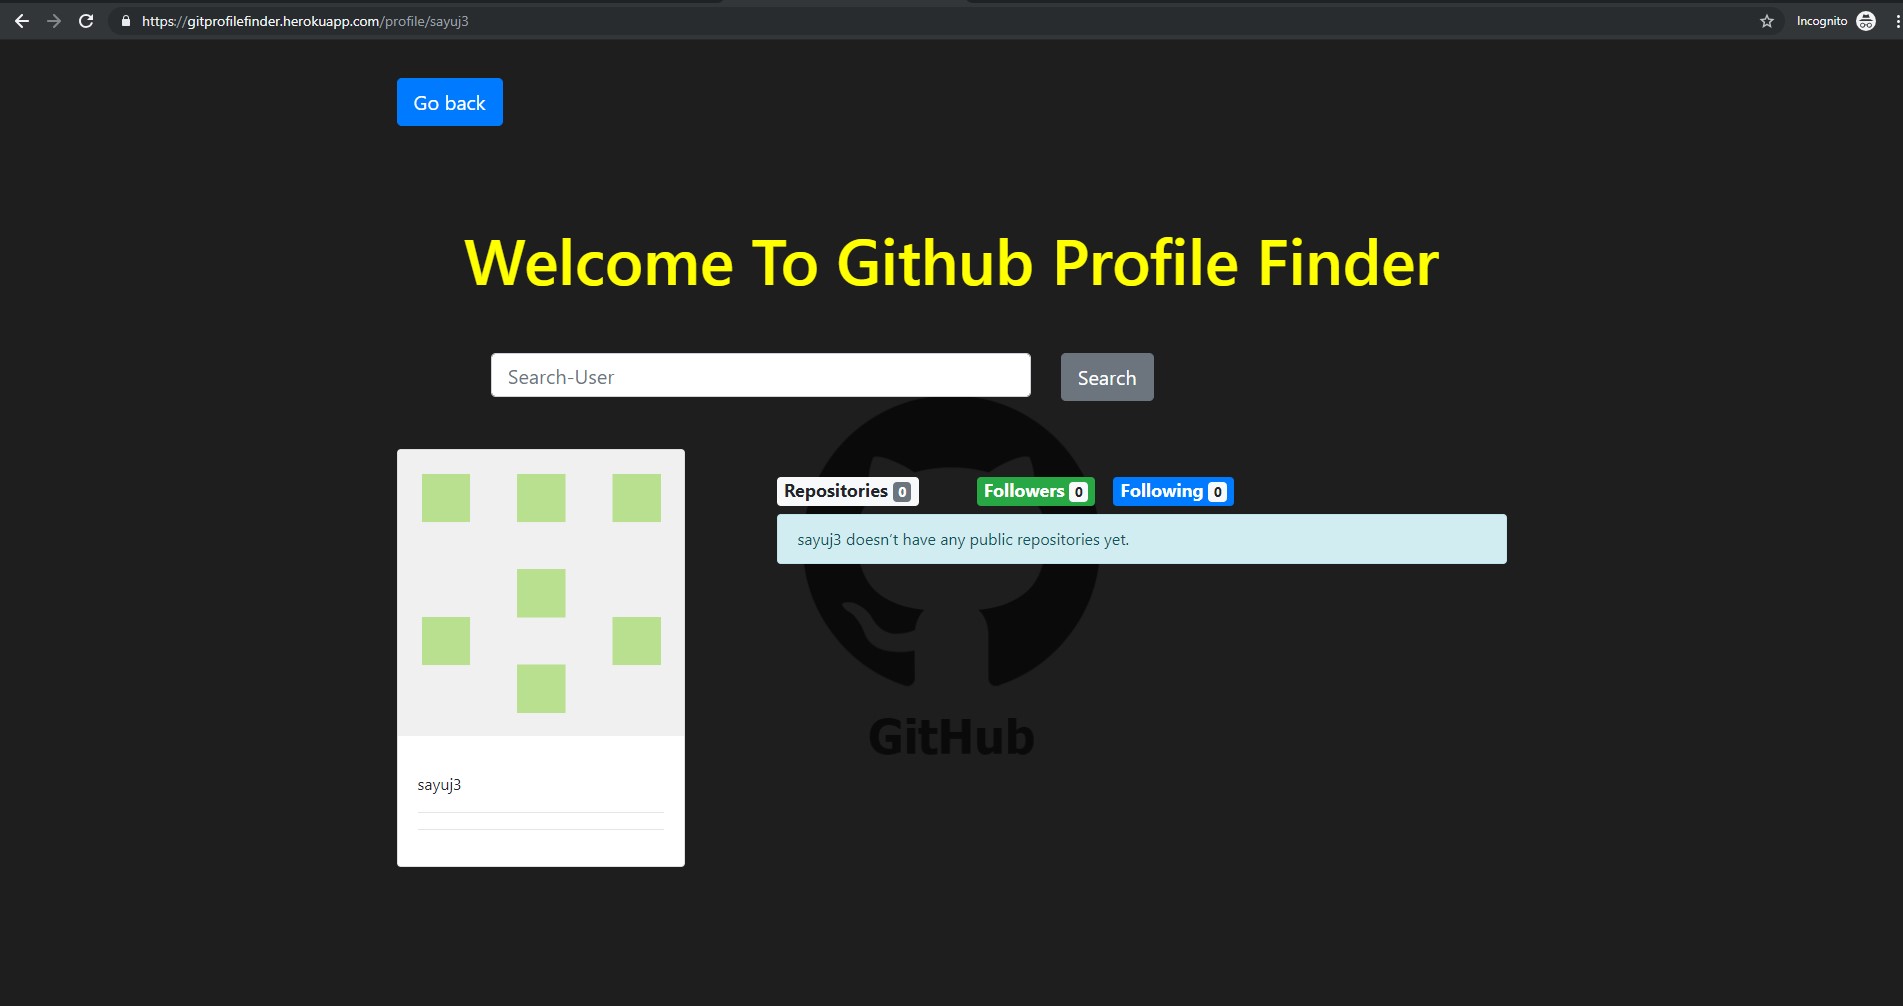 https://gitprofilefinder.herokuapp.com/profile/sayuj3
Incognito
Go back
Welcome To Github Profile Finder
Search-User
Search
Repositories 0
Followers 0
Following 0
sayuj3 doesn't have any public repositories yet.
GitHub
sayuj3